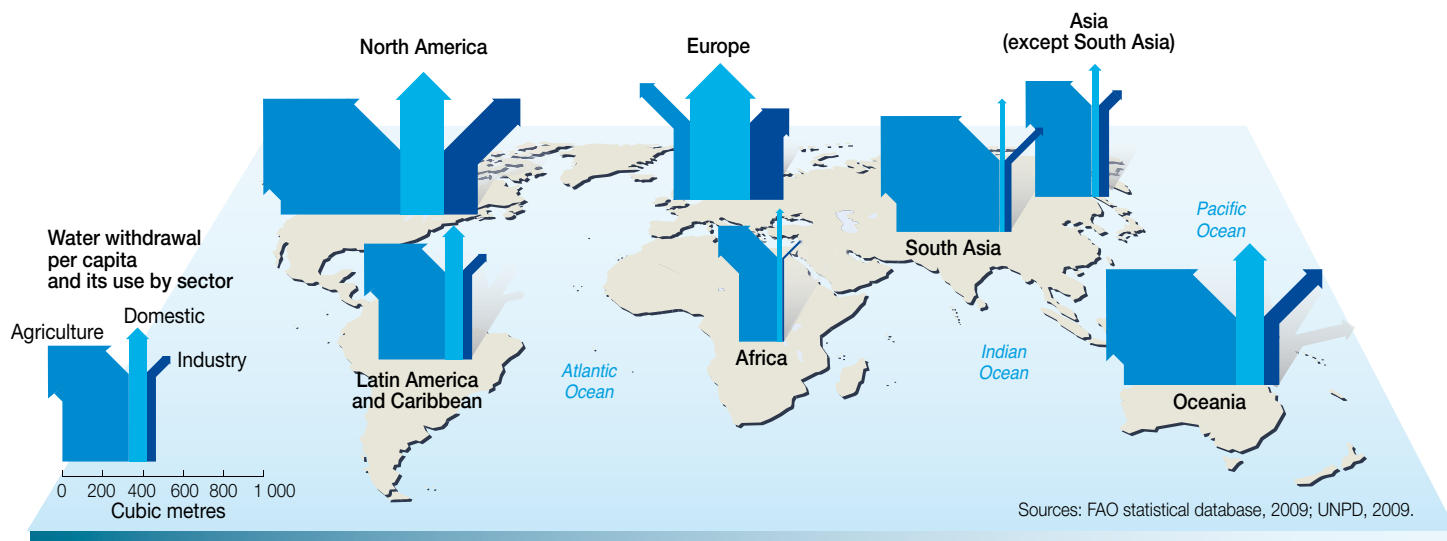 North America
Europe
Asia
(except South Asia)
Pacific
Ocean
Water withdrawal
per capita
and its use by sector
South Asia
Agriculture
Domestic
Industry
Latin America
and Caribbean
Atlantic
Ocean
Africa
Indian
Ocean
Oceania
0 200 400 600 800 1 000
Cubic metres
Sources: FAO statistical database, 2009; UNPD, 2009.